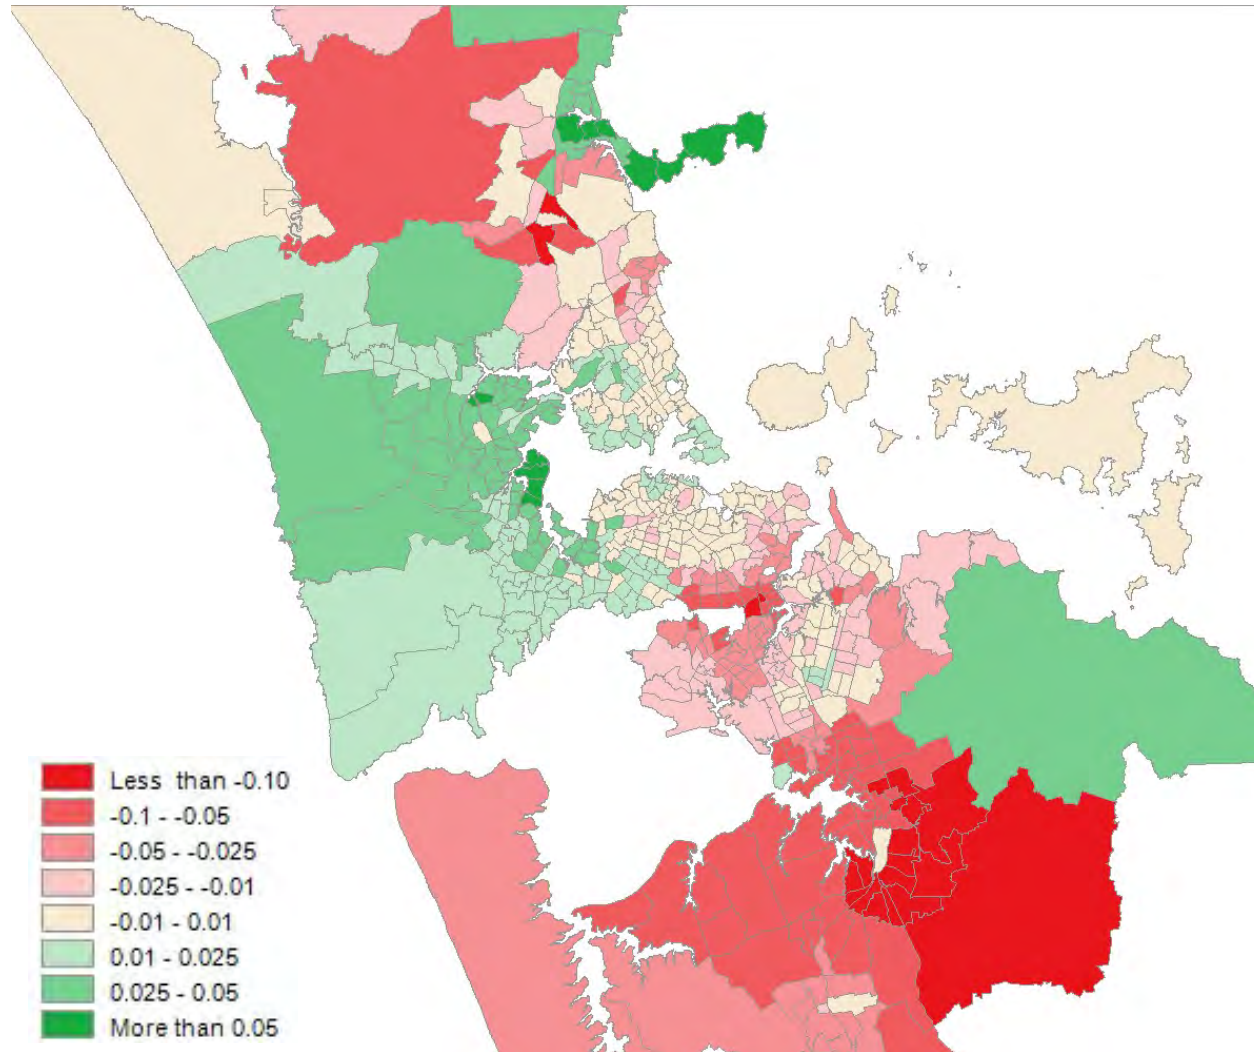 Less than -0.10
-0.1 - -0.05
-0.05 - -0.025
-0.025 - -0.01
-0.01 - 0.01
0.01 - 0.025
0.025 - 0.05
More than 0.05